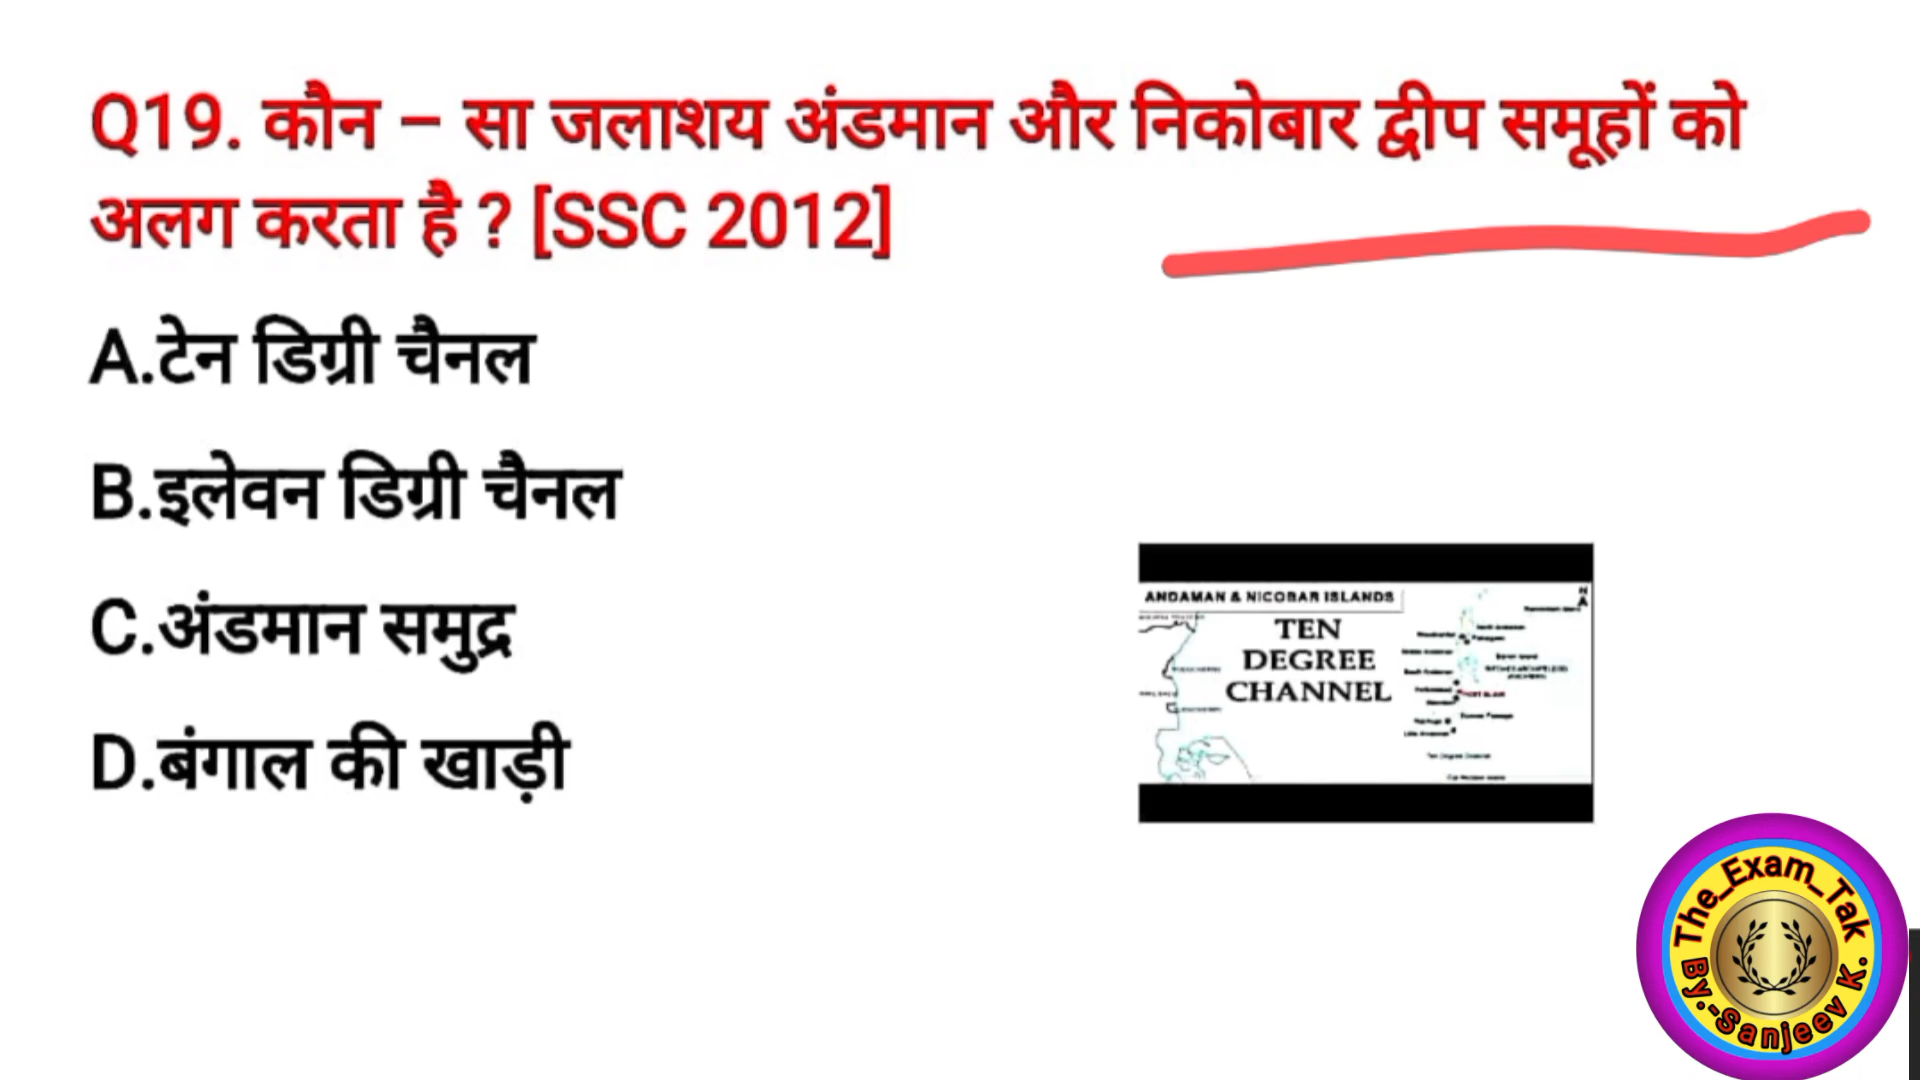 Q19. कौन – सा जलाशय अंडमान और निकोबार द्वीप समूहों को
अलग करता है ? [SSC 2012]
A.टेन डिग्री चैनल
B.इलेवन डिग्री चैनल
C.अंडमान समुद्र
D.बंगाल की खाड़ी
ANDAMAN & NICOBAR ISLANDS
TEN
DEGREE
CHANNEL
The_Exam_Tak
By:-Sanjeev K.